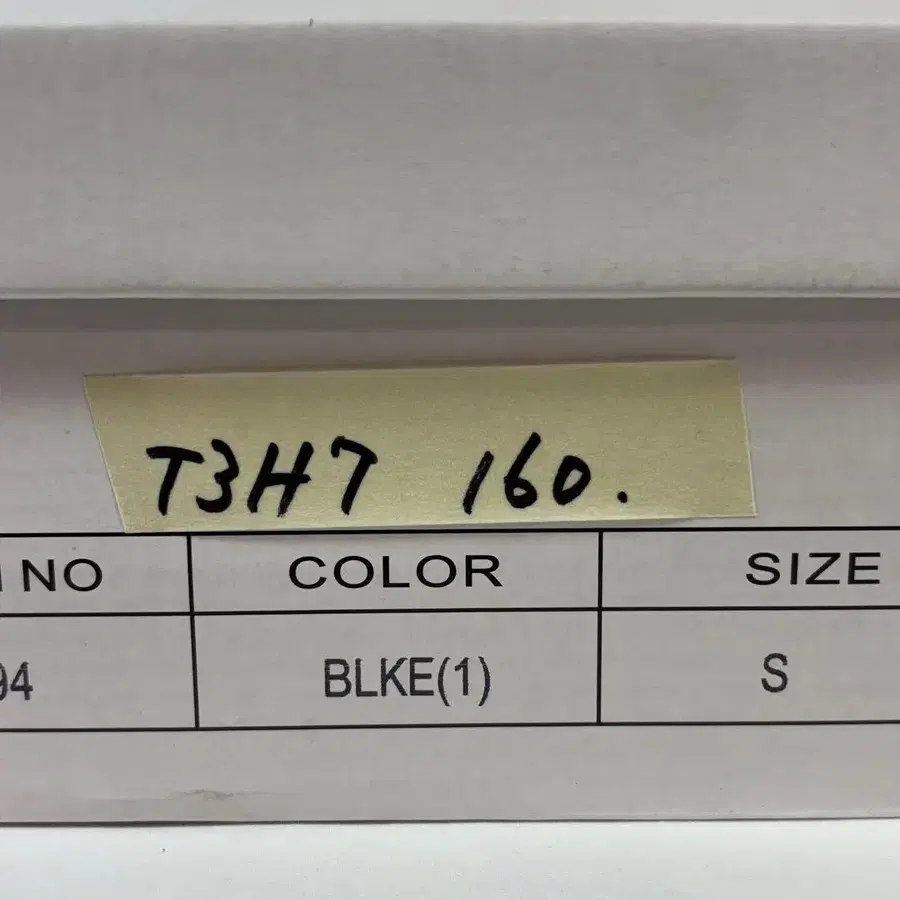 T3H7 160.
NO COLOR SIZE
94 BLKE(1) S